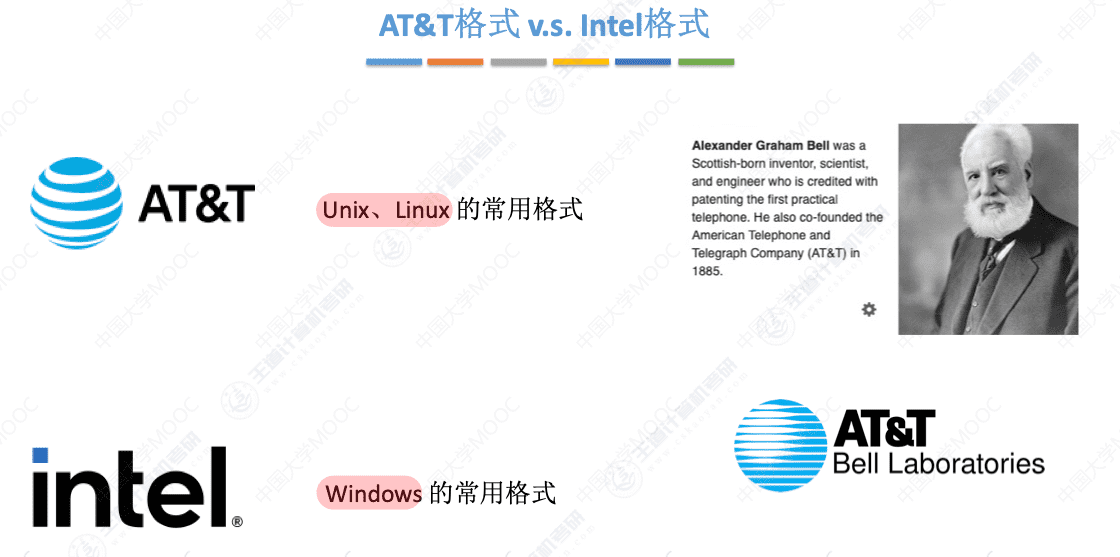 AT&T格式 v.s. Intel格式
AT&T
Unix、Linux 的常用格式
Alexander Graham Bell was a
Scottish-born inventor, scientist,
and engineer who is credited with
patenting the first practical
telephone. He also co-founded the
American Telephone and
Telegraph Company (AT&T) in
1885.
AT&T
Bell Laboratories
intel®
Windows 的常用格式
中国大学MOOC
王道计算机考研